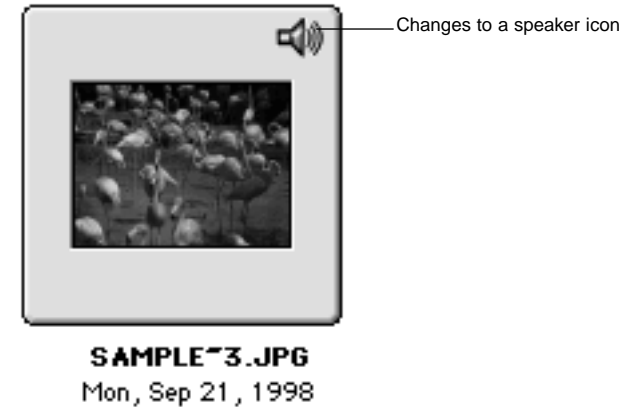 Changes to a speaker icon
SAMPLE~3.JPG
Mon, Sep 21, 1998